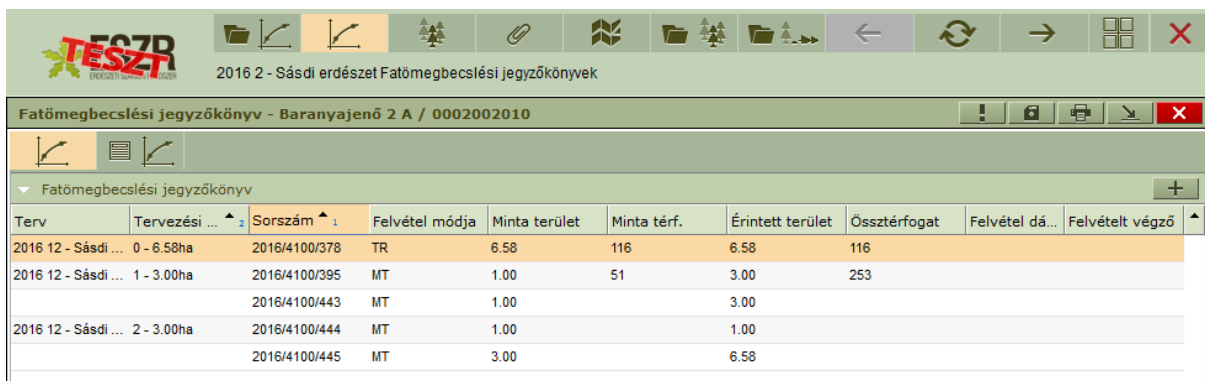 ESZR
TESZT
ERDÉSZETI SZAKIRÁNYÍTÁSI RENDSZER
2016 2 - Sásdi erdészet Fatömegbecslési jegyzőkönyvek
Fatömegbecslési jegyzőkönyv - Baranyajenő 2 A / 0002002010
Fatömegbecslési jegyzőkönyv
Terv Tervezési ... 2 Sorszám 1 Felvétel módja Minta terület Minta térf. Érintett terület Össztérfogat Felvétel dá... Felvételt végző
2016 12 - Sásdi ... 0 - 6.58ha 2016/4100/378 TR 6.58 116 6.58 116
2016 12 - Sásdi ... 1 - 3.00ha 2016/4100/395 MT 1.00 51 3.00 253
2016/4100/443 MT 1.00 3.00
2016 12 - Sásdi ... 2 - 3.00ha 2016/4100/444 MT 1.00 1.00
2016/4100/445 MT 3.00 6.58